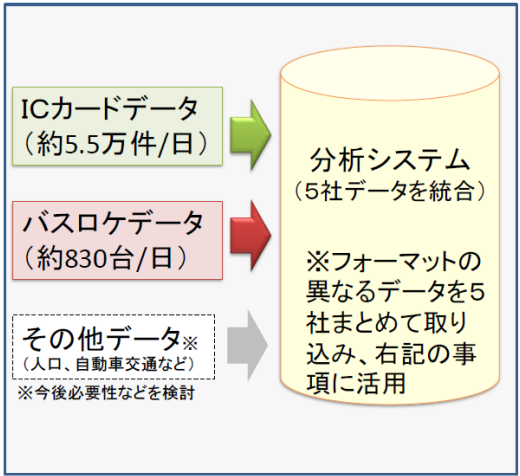 ICカードデータ
（約5.5万件/日）
バスロケデータ
（約830台/日）
その他データ※
（人口、自動車交通など）
※今後必要性などを検討
分析システム
（５社データを統合）
※フォーマットの
異なるデータを５
社まとめて取り
込み、右記の事
項に活用